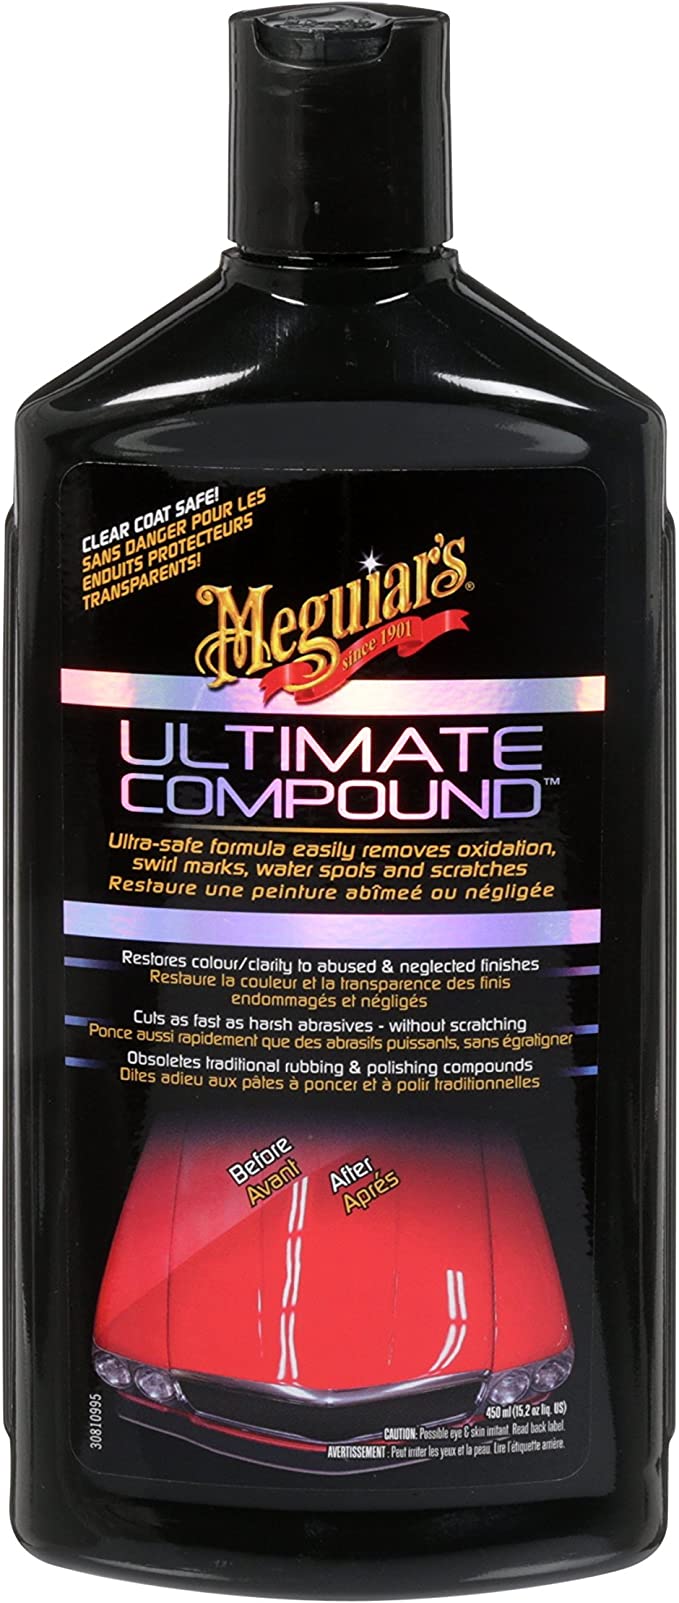 CLEAR COAT SAFE!
SANS DANGER POUR LES
ENDUITS PROTECTEURS
TRANSPARENTS!
Meguiar's®
since 1901
ULTIMATE
COMPOUND™
Ultra-safe formula easily removes oxidation,
swirl marks, water spots and scratches
Restaure une peinture abîmeé ou négligée
Restores colour/clarity to abused & neglected finishes
Restaure la couleur et la transparence des finis
endommagés et négligés
Cuts as fast as harsh abrasives - without scratching
Ponce aussi rapidement que des abrasifs puissants, sans égratigner
Obsoletes traditional rubbing & polishing compounds
Dites adieu aux pâtes à poncer et à polir traditionnelles
Before
Avant
After
Aprés
450 ml (15,2 oz liq. US)
CAUTION: Possible eye & skin irritant. Read back label.
AVERTISSEMENT : Peut irriter les yeux et la peau. Lire l'étiquette arrière.
30810995